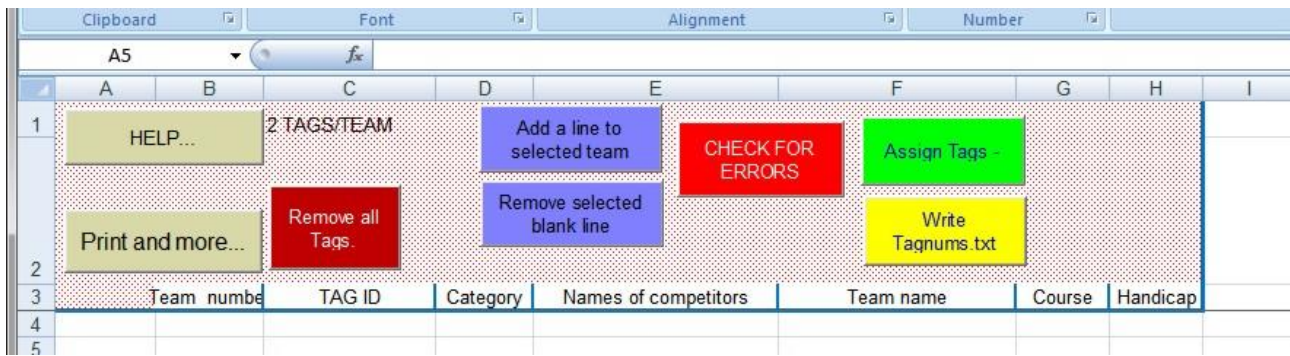 Clipboard Font Alignment Number
A5 fx
A B C D E F G H I
1
HELP...
2 TAGS/TEAM
Add a line to
selected team
CHECK FOR
ERRORS
Assign Tags -
Print and more...
Remove all
Tags.
Remove selected
blank line
Write
Tagnums.txt
2
3 Team numbe TAG ID Category Names of competitors Team name Course Handicap
4
5